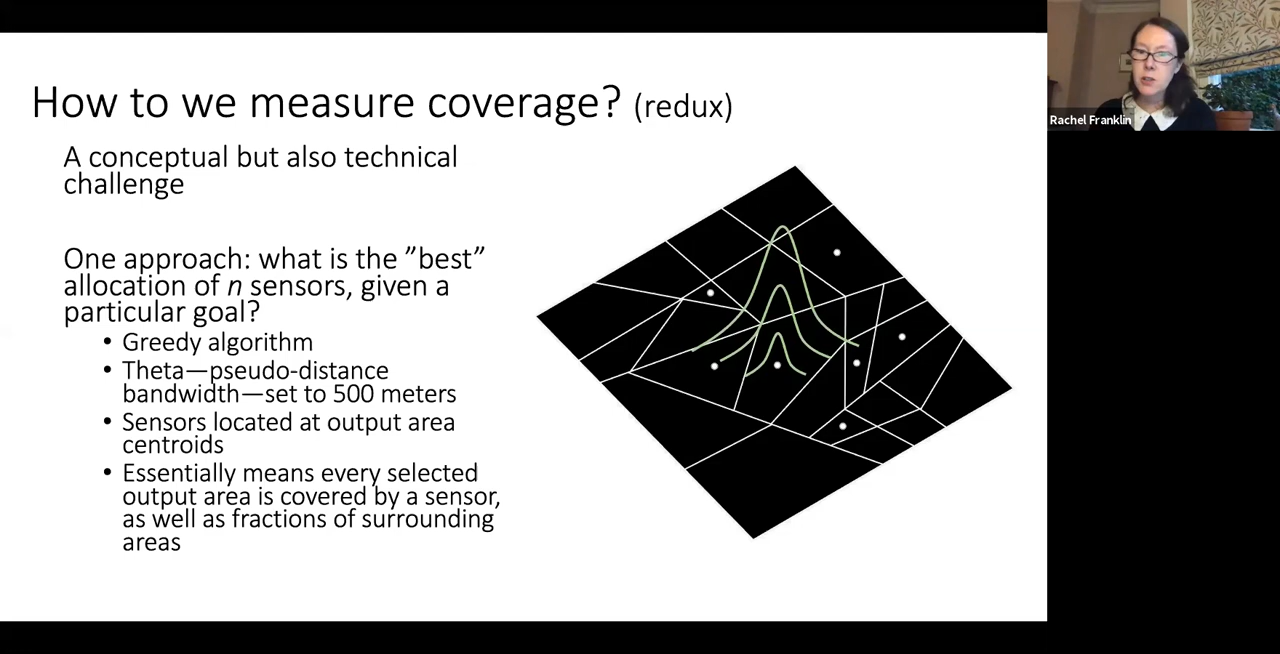 How to we measure coverage? (redux)
A conceptual but also technical
challenge
One approach: what is the ”best”
allocation of n sensors, given a
particular goal?
• Greedy algorithm
• Theta—pseudo-distance
bandwidth—set to 500 meters
• Sensors located at output area
centroids
• Essentially means every selected
output area is covered by a sensor,
as well as fractions of surrounding
areas
Rachel Franklin